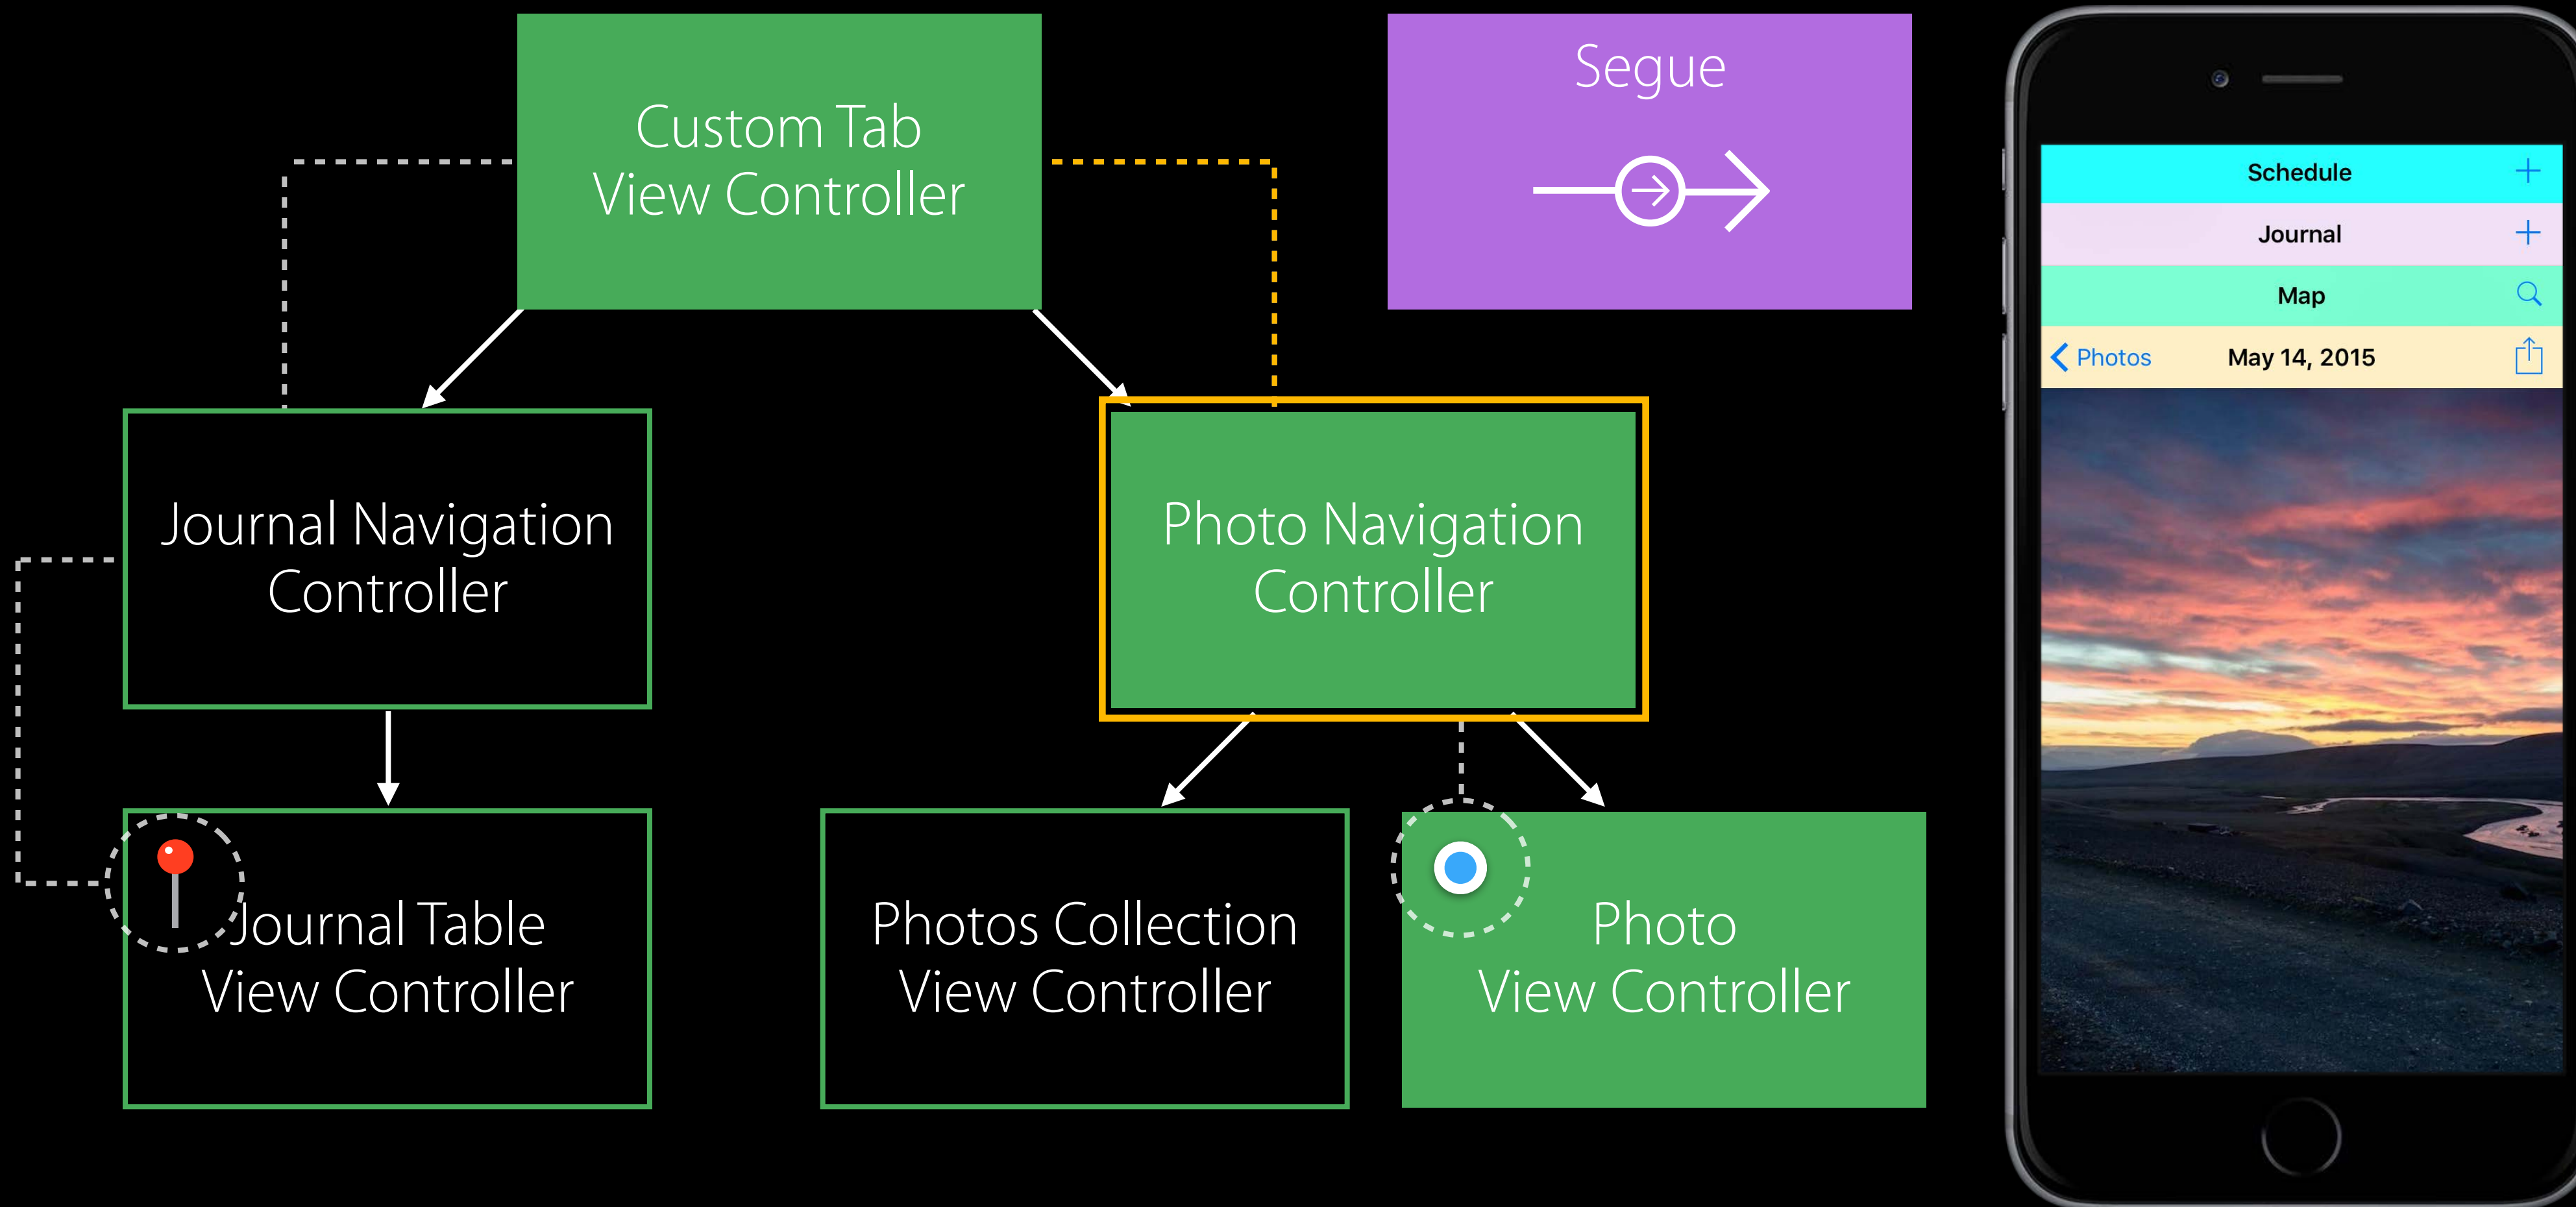 Custom Tab
View Controller
Segue
Journal Navigation
Controller
Photo Navigation
Controller
Journal Table
View Controller
Photos Collection
View Controller
Photo
View Controller
Schedule
Journal
Map
Photos
May 14, 2015